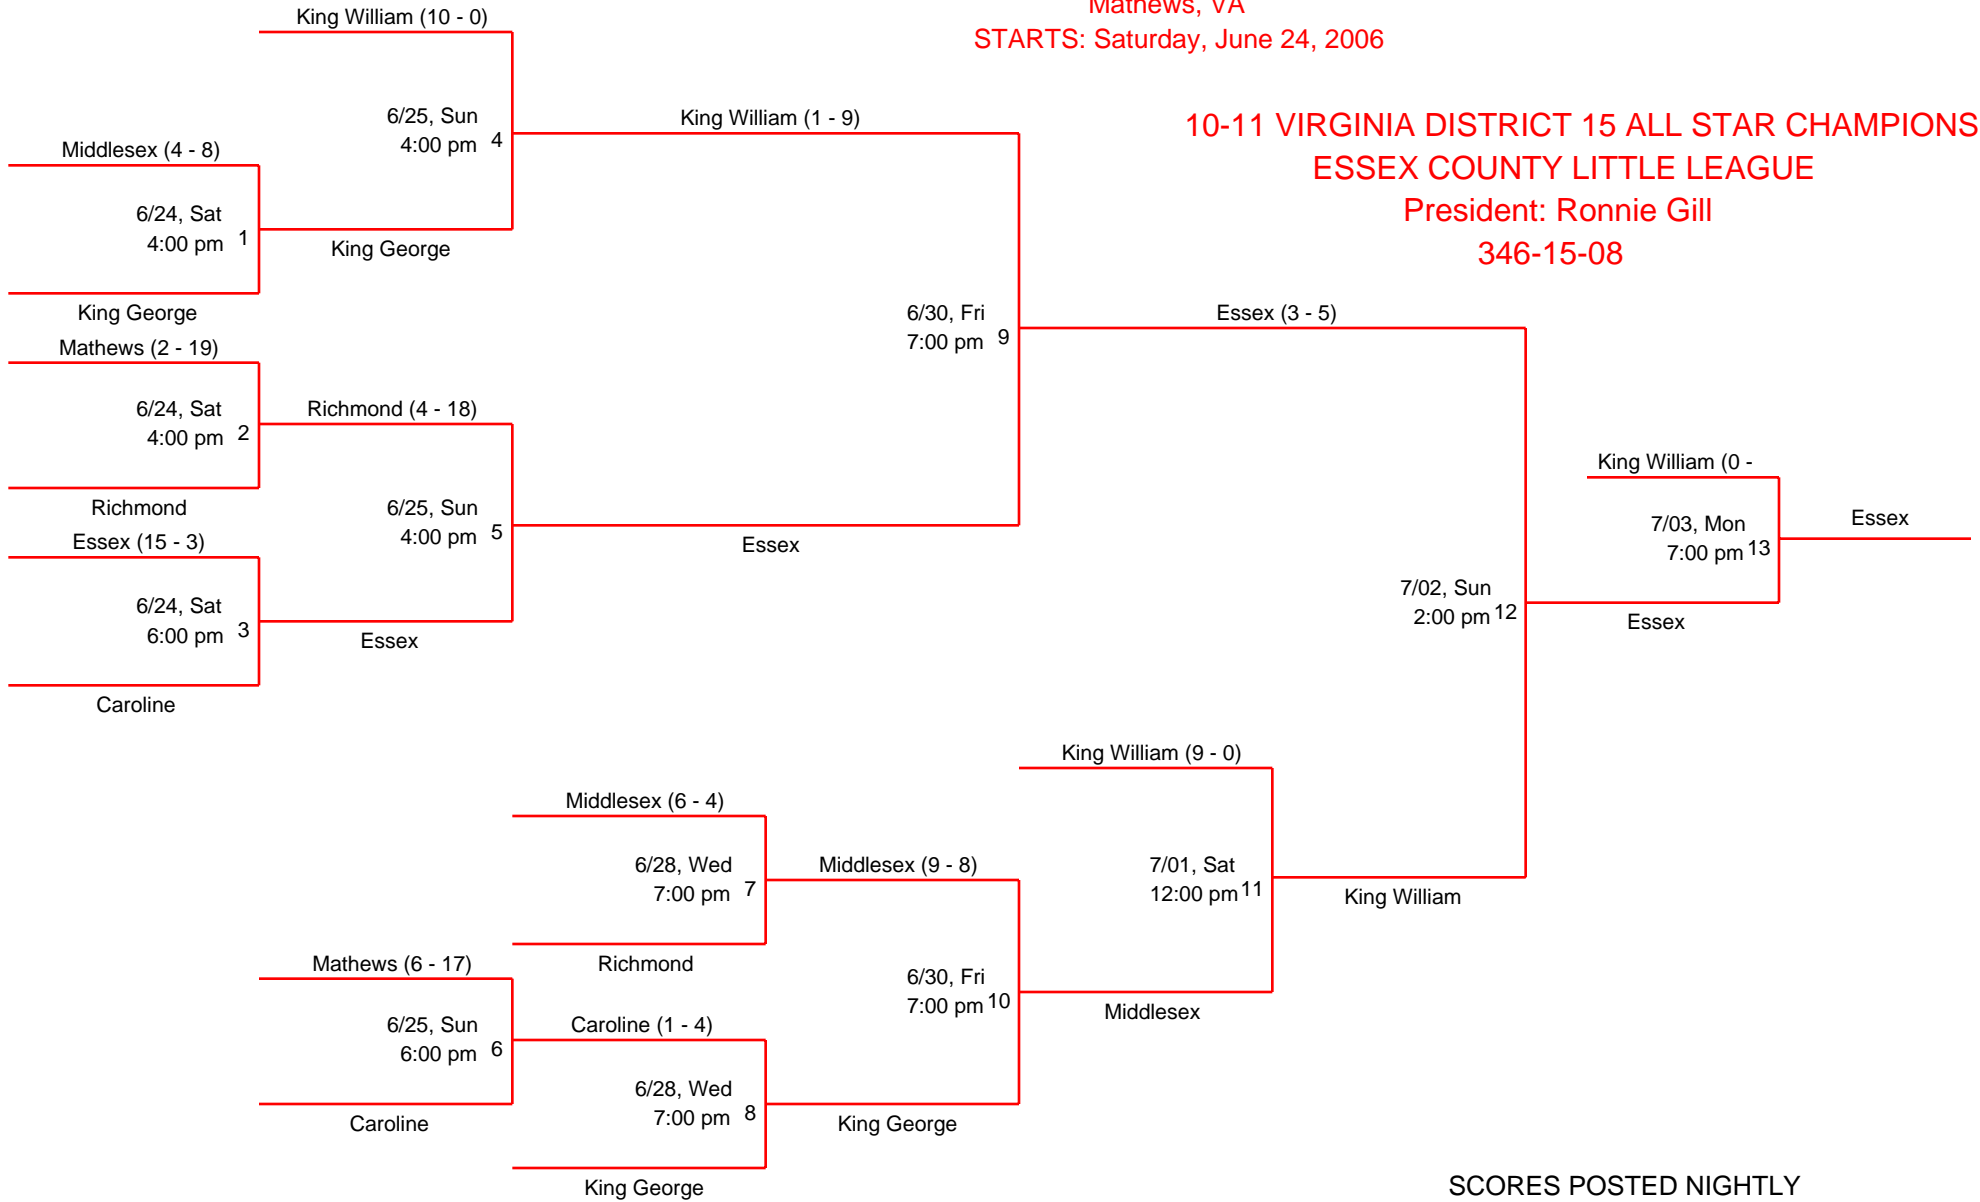 Mathews, VA
STARTS: Saturday, June 24, 2006
10-11 VIRGINIA DISTRICT 15 ALL STAR CHAMPIONS
ESSEX COUNTY LITTLE LEAGUE
President: Ronnie Gill
346-15-08
King William (10 - 0)
6/25, Sun
4:00 pm 4
King William (1 - 9)
Middlesex (4 - 8)
6/24, Sat
4:00 pm 1
King George
King George
Mathews (2 - 19)
6/24, Sat
4:00 pm 2
Richmond (4 - 18)
Richmond
6/25, Sun
4:00 pm 5
Essex
Essex (15 - 3)
6/24, Sat
6:00 pm 3
Essex
Caroline
6/30, Fri
7:00 pm 9
Essex (3 - 5)
King William (0 -
7/03, Mon
7:00 pm 13
Essex
7/02, Sun
2:00 pm 12
Essex
King William (9 - 0)
Middlesex (6 - 4)
6/28, Wed
7:00 pm 7
Middlesex (9 - 8)
7/01, Sat
12:00 pm 11
King William
Richmond
Mathews (6 - 17)
6/30, Fri
7:00 pm 10
Middlesex
6/25, Sun
6:00 pm 6
Caroline (1 - 4)
6/28, Wed
7:00 pm 8
King George
Caroline
King George
SCORES POSTED NIGHTLY